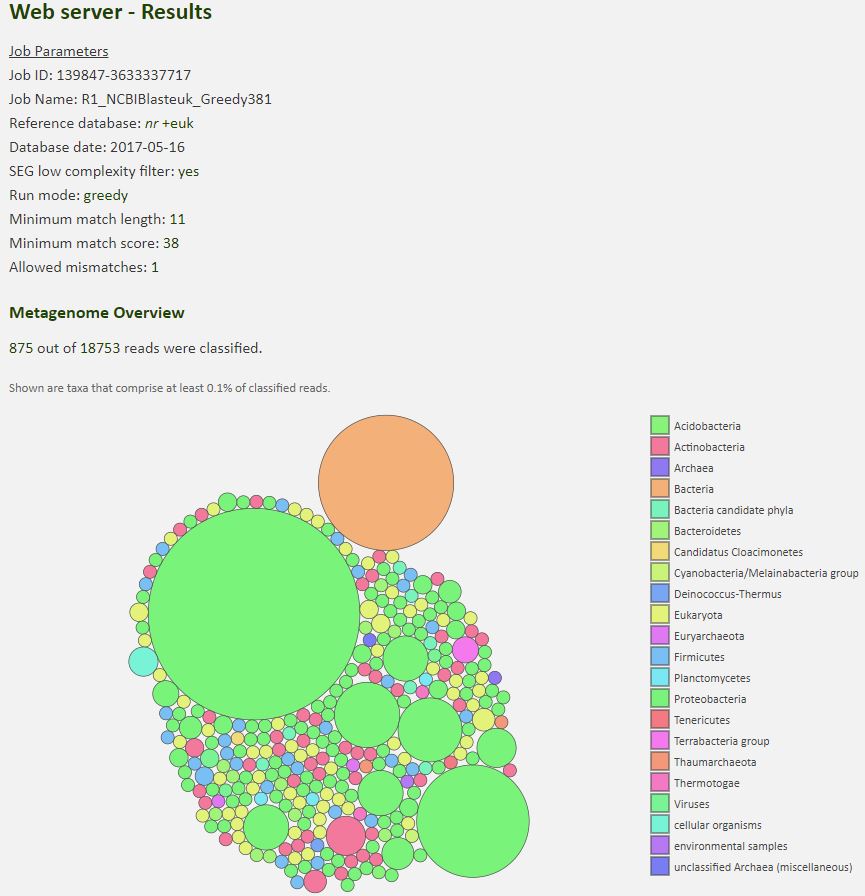 Web server - Results
Job Parameters
Job ID: 139847-3633337717
Job Name: R1_NCBIBlasteuk_Greedy381
Reference database: nr +euk
Database date: 2017-05-16
SEG low complexity filter: yes
Run mode: greedy
Minimum match length: 11
Minimum match score: 38
Allowed mismatches: 1
Metagenome Overview
875 out of 18753 reads were classified.
Shown are taxa that comprise at least 0.1% of classified reads.
Acidobacteria
Actinobacteria
Archaea
Bacteria
Bacteria candidate phyla
Bacteroidetes
Candidatus Cloacimonetes
Cyanobacteria/Melainabacteria group
Deinococcus-Thermus
Eukaryota
Euryarchaeota
Firmicutes
Planctomycetes
Proteobacteria
Tenericutes
Terrabacteria group
Thaumarchaeota
Thermotogae
Viruses
cellular organisms
environmental samples
unclassified Archaea (miscellaneous)